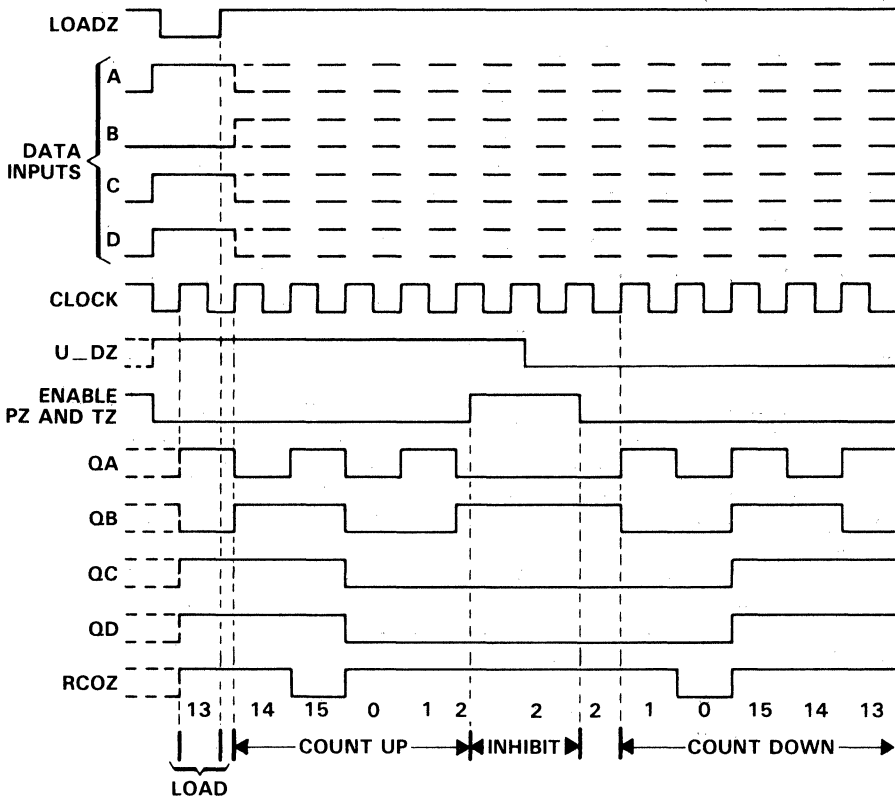 LOADZ
A
B
DATA
INPUTS
C
D
CLOCK
U_DZ
ENABLE
PZ AND TZ
QA
QB
QC
QD
RCOZ
13 14 15 0 1 2 2 2 1 0 15 14 13
COUNT UP INHIBIT COUNT DOWN
LOAD